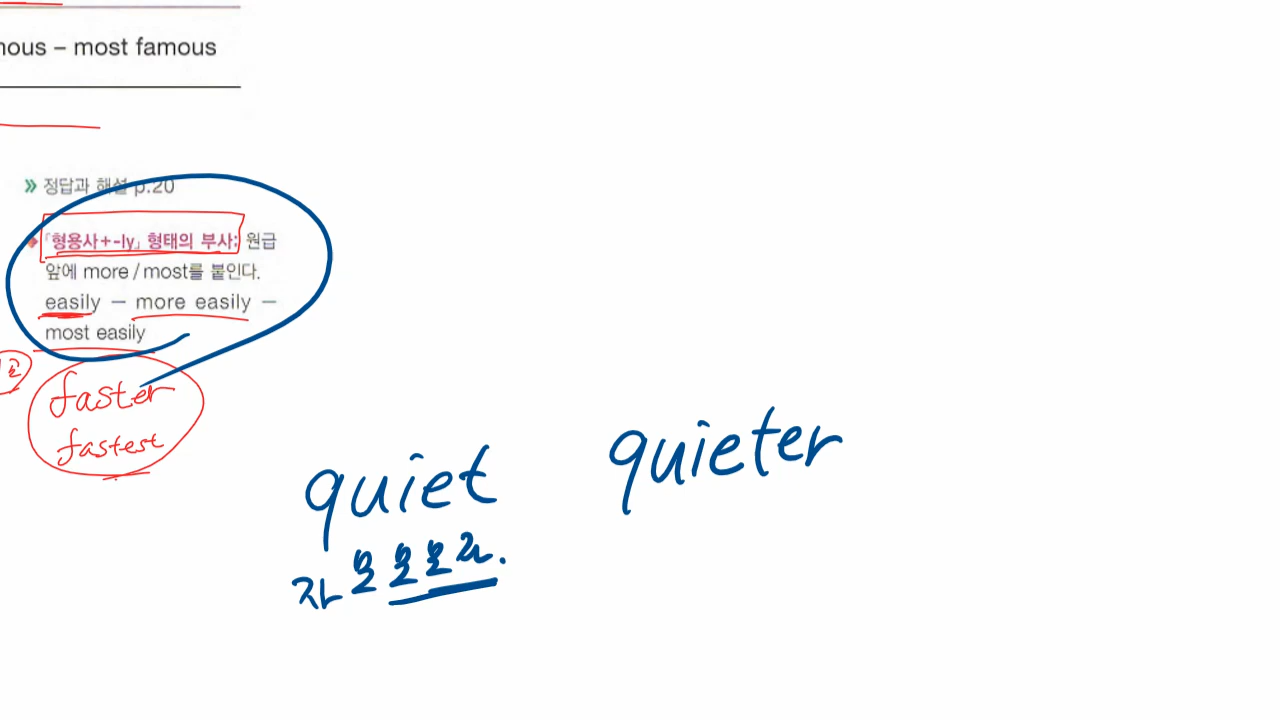 nous – most famous
» 정답과 해설 p.20
「형용사+-ly」 형태의 부사: 원급
앞에 more / most를 붙인다.
easily – more easily –
most easily
faster
fastest
quiet
quieter
자모모모자.